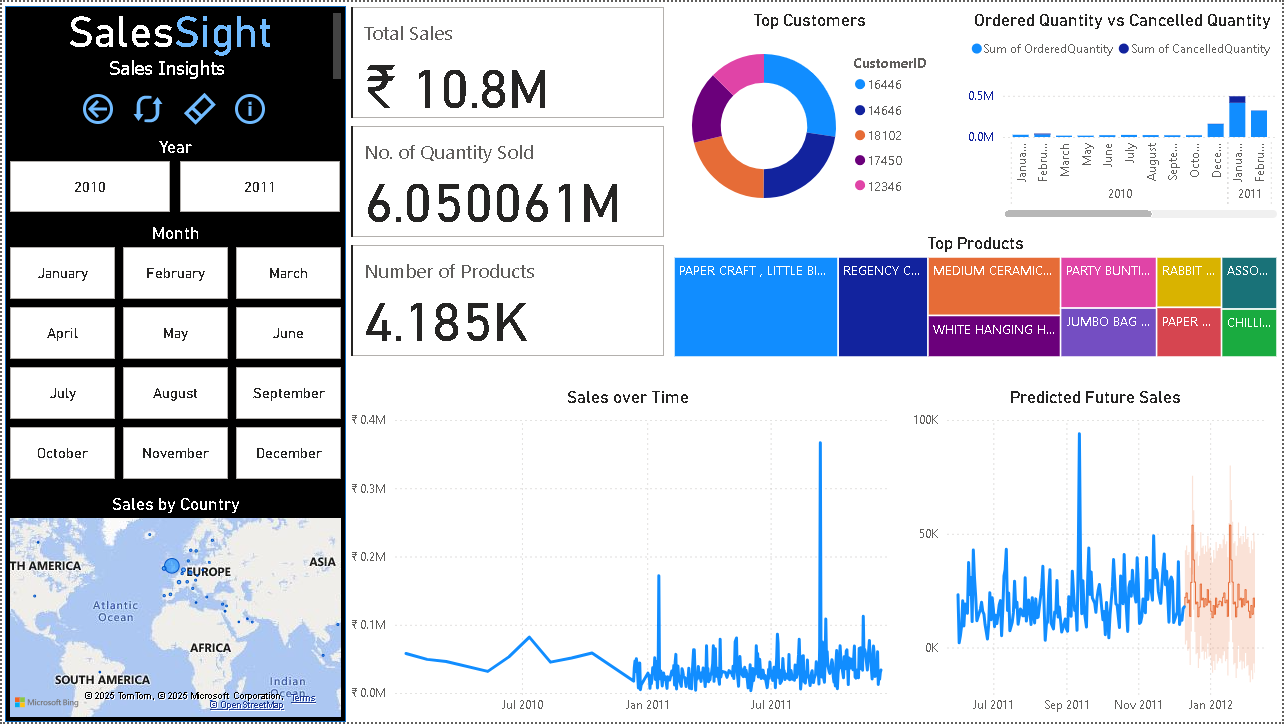 SalesSight
Sales Insights
Year
2010
2011
Month
January
February
March
April
May
June
July
August
September
October
November
December
Sales by Country
TH AMERICA
EUROPE
ASIA
Atlantic
Ocean
AFRICA
SOUTH AMERICA
Indian
Ocean
Microsoft Bing
© 2025 TomTom, © 2025 Microsoft Corporation,
© OpenStreetMap
Terms
Total Sales
₹ 10.8M
No. of Quantity Sold
6.050061M
Number of Products
4.185K
Top Customers
CustomerID
16446
14646
18102
17450
12346
Ordered Quantity vs Cancelled Quantity
Sum of OrderedQuantity
Sum of CancelledQuantity
0.5M
0.0M
Janua...
Febru...
March
May
June
July
August
Septe...
Octo...
Dece...
Janua...
Febru...
2010
2011
Top Products
PAPER CRAFT , LITTLE BI...
REGENCY C...
MEDIUM CERAMIC...
WHITE HANGING H...
PARTY BUNTI...
JUMBO BAG ...
RABBIT ...
PAPER ...
ASSO...
CHILLI...
Sales over Time
₹ 0.4M
₹ 0.3M
₹ 0.2M
₹ 0.1M
₹ 0.0M
Jul 2010
Jan 2011
Jul 2011
Predicted Future Sales
100K
50K
0K
Jul 2011
Sep 2011
Nov 2011
Jan 2012